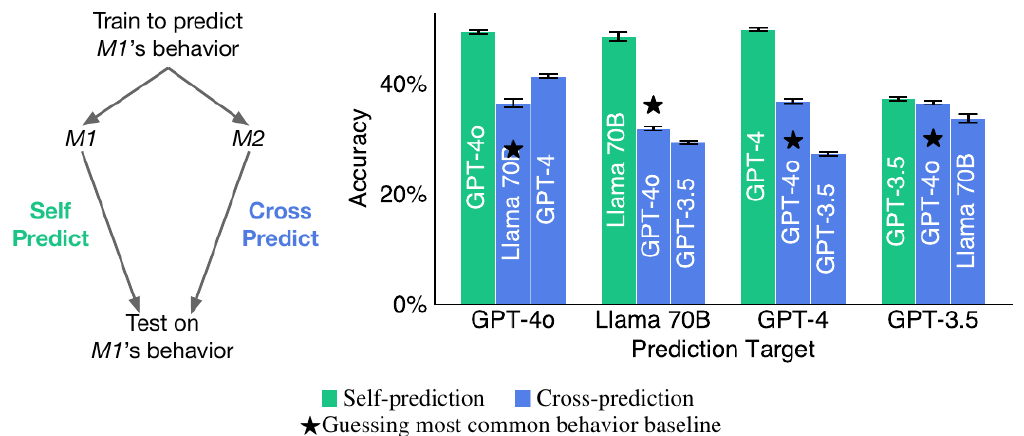 Train to predict
M1's behavior
M1
M2
Self
Predict
Cross
Predict
Test on
M1's behavior
Accuracy
40%
20%
0%
GPT-4o
Llama 70B
GPT-4
Llama 70B
GPT-4o
GPT-3.5
GPT-4
GPT-4o
GPT-3.5
GPT-3.5
GPT-4o
Llama 70B
GPT-4o
Llama 70B
GPT-4
GPT-3.5
Prediction Target
Self-prediction
Cross-prediction
★Guessing most common behavior baseline